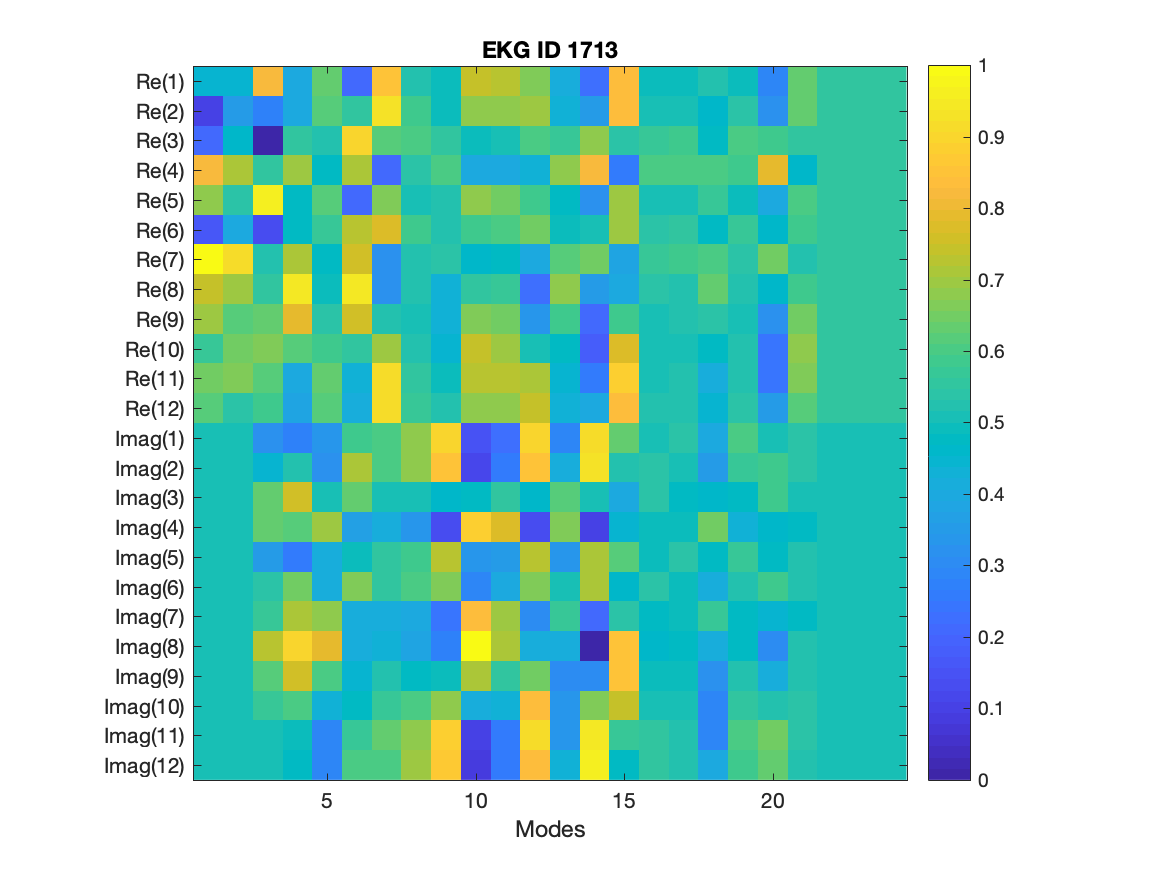 EKG ID 1713
Re(1)
Re(2)
Re(3)
Re(4)
Re(5)
Re(6)
Re(7)
Re(8)
Re(9)
Re(10)
Re(11)
Re(12)
Imag(1)
Imag(2)
Imag(3)
Imag(4)
Imag(5)
Imag(6)
Imag(7)
Imag(8)
Imag(9)
Imag(10)
Imag(11)
Imag(12)
5 10 15 20
Modes
1
0.9
0.8
0.7
0.6
0.5
0.4
0.3
0.2
0.1
0